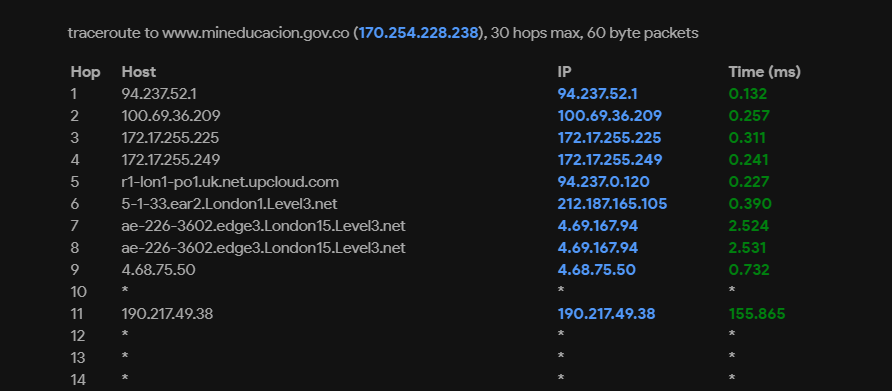 traceroute to www.mineducacion.gov.co (170.254.228.238), 30 hops max, 60 byte packets
Hop Host IP Time (ms)
1 94.237.52.1 94.237.52.1 0.132
2 100.69.36.209 100.69.36.209 0.257
3 172.17.255.225 172.17.255.225 0.311
4 172.17.255.249 172.17.255.249 0.241
5 r1-lon1-po1.uk.net.upcloud.com 94.237.0.120 0.227
6 5-1-33.ear2.London1.Level3.net 212.187.165.105 0.390
7 ae-226-3602.edge3.London15.Level3.net 4.69.167.94 2.524
8 ae-226-3602.edge3.London15.Level3.net 4.69.167.94 2.531
9 4.68.75.50 4.68.75.50 0.732
10 * * *
11 190.217.49.38 190.217.49.38 155.865
12 * * *
13 * * *
14 * * *